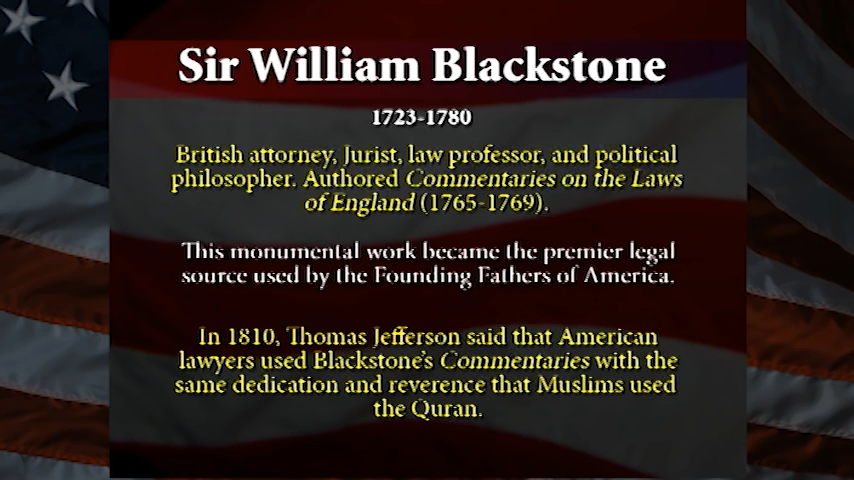 Sir William Blackstone
1723-1780
British attorney, Jurist, law professor, and political
philosopher. Authored Commentaries on the Laws
of England (1765-1769).
This monumental work became the premier legal
source used by the Founding Fathers of America.
In 1810, Thomas Jefferson said that American
lawyers used Blackstone's Commentaries with the
same dedication and reverence that Muslims used
the Quran.